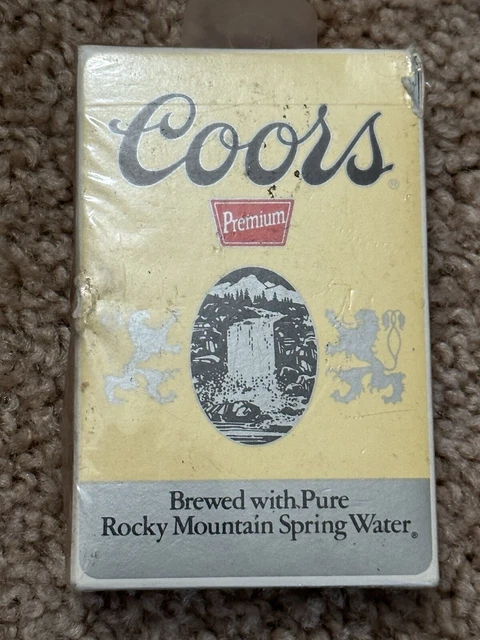 Coors®
Premium
Brewed with Pure
Rocky Mountain Spring Water®